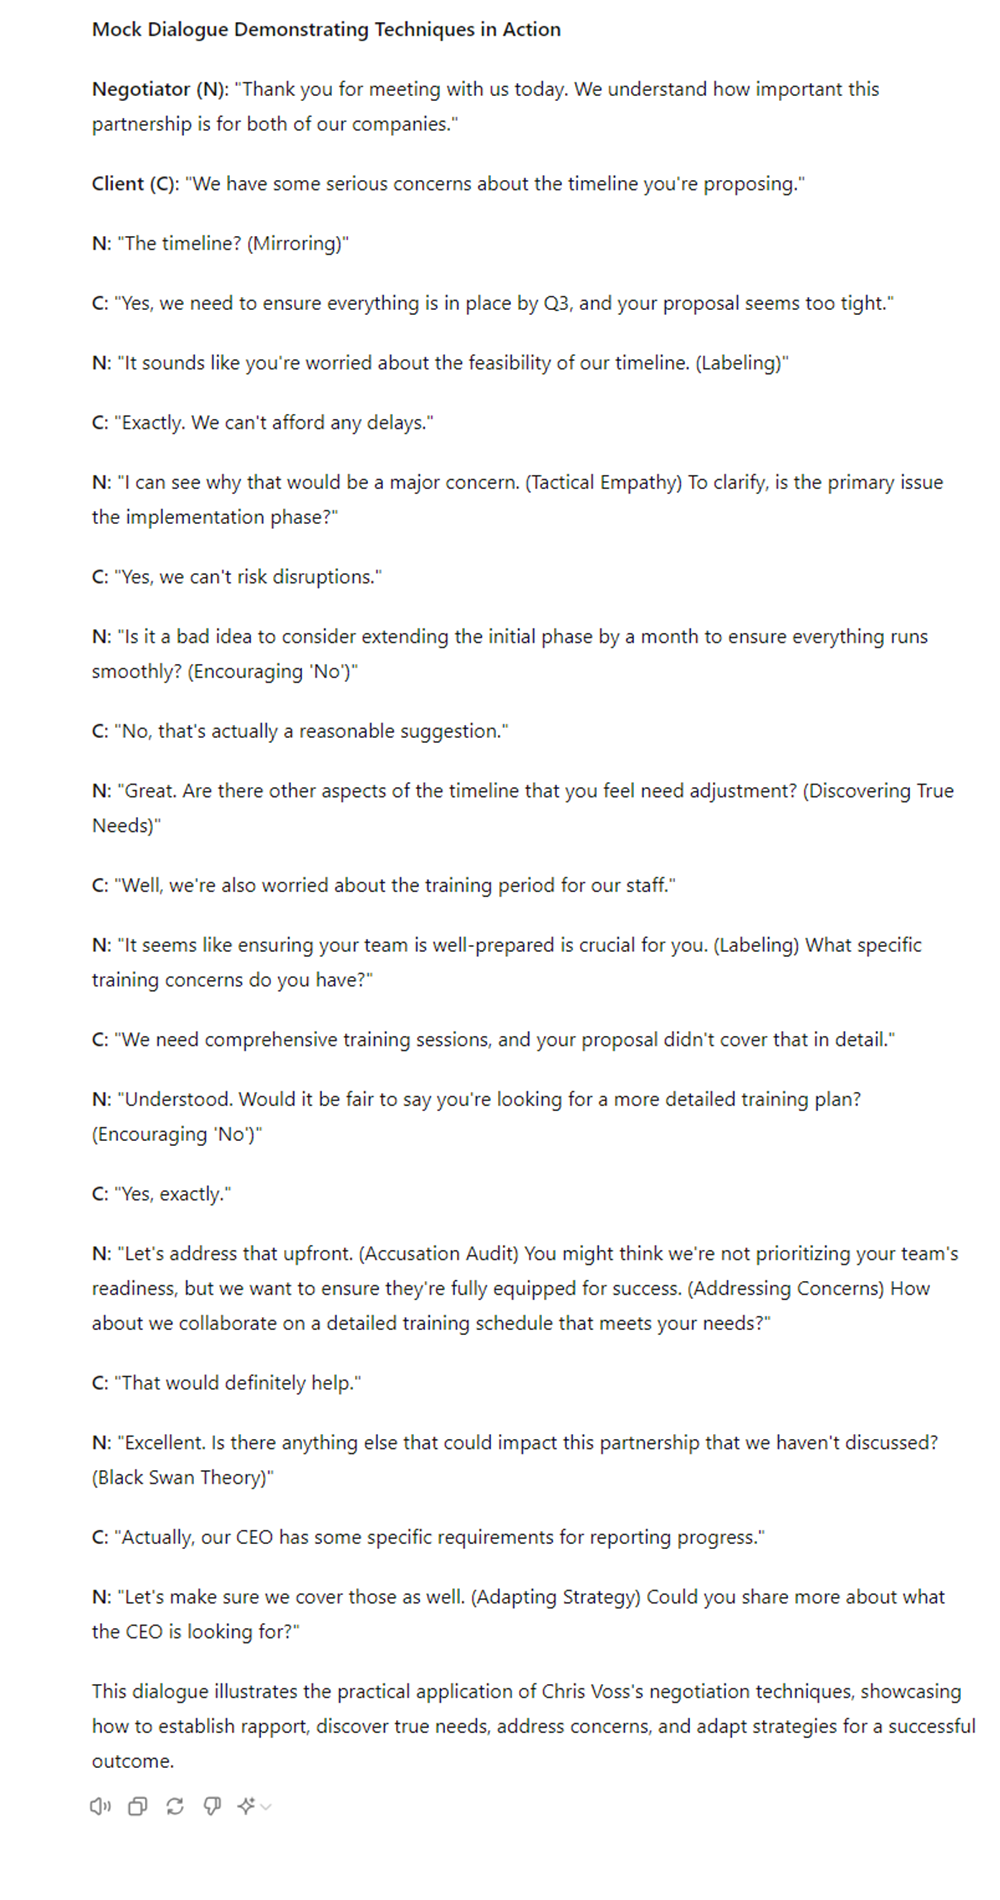 Mock Dialogue Demonstrating Techniques in Action
Negotiator (N): "Thank you for meeting with us today. We understand how important this
partnership is for both of our companies."
Client (C): "We have some serious concerns about the timeline you're proposing."
N: "The timeline? (Mirroring)"
C: "Yes, we need to ensure everything is in place by Q3, and your proposal seems too tight."
N: "It sounds like you're worried about the feasibility of our timeline. (Labeling)"
C: "Exactly. We can't afford any delays."
N: "I can see why that would be a major concern. (Tactical Empathy) To clarify, is the primary issue
the implementation phase?"
C: "Yes, we can't risk disruptions."
N: "Is it a bad idea to consider extending the initial phase by a month to ensure everything runs
smoothly? (Encouraging 'No')"
C: "No, that's actually a reasonable suggestion."
N: "Great. Are there other aspects of the timeline that you feel need adjustment? (Discovering True
Needs)"
C: "Well, we're also worried about the training period for our staff."
N: "It seems like ensuring your team is well-prepared is crucial for you. (Labeling) What specific
training concerns do you have?"
C: "We need comprehensive training sessions, and your proposal didn't cover that in detail."
N: "Understood. Would it be fair to say you're looking for a more detailed training plan?
(Encouraging 'No')"
C: "Yes, exactly."
N: "Let's address that upfront. (Accusation Audit) You might think we're not prioritizing your team's
readiness, but we want to ensure they're fully equipped for success. (Addressing Concerns) How
about we collaborate on a detailed training schedule that meets your needs?"
C: "That would definitely help."
N: "Excellent. Is there anything else that could impact this partnership that we haven't discussed?
(Black Swan Theory)"
C: "Actually, our CEO has some specific requirements for reporting progress."
N: "Let's make sure we cover those as well. (Adapting Strategy) Could you share more about what
the CEO is looking for?"
This dialogue illustrates the practical application of Chris Voss's negotiation techniques, showcasing
how to establish rapport, discover true needs, address concerns, and adapt strategies for a successful
outcome.